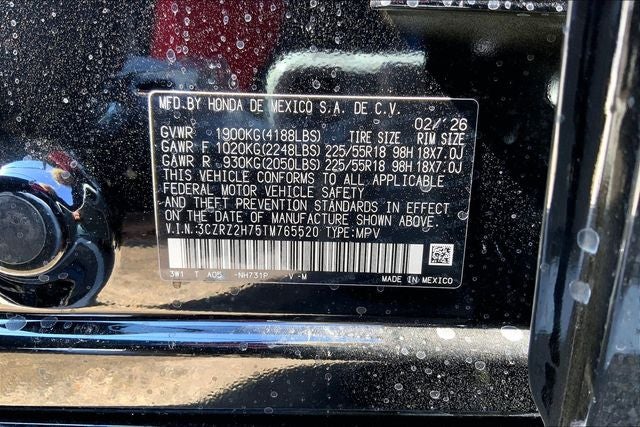 MFD.BY HONDA DE MEXICO S.A. DE C.V.
02/'26
GVWR 1900KG(4188LBS) TIRE SIZE RIM SIZE
GAWR F 1020KG(2248LBS) 225/55R18 98H 18X7.0J
GAWR R 930KG(2050LBS) 225/55R18 98H 18X7.0J
THIS VEHICLE CONFORMS TO ALL APPLICABLE
FEDERAL MOTOR VEHICLE SAFETY
AND THEFT PREVENTION STANDARDS IN EFFECT
ON THE DATE OF MANUFACTURE SHOWN ABOVE.
V.I.N.:3CZRZ2H75TM765520 TYPE:MPV
3W1 T A05 -NH731P -V -M MADE IN MEXICO